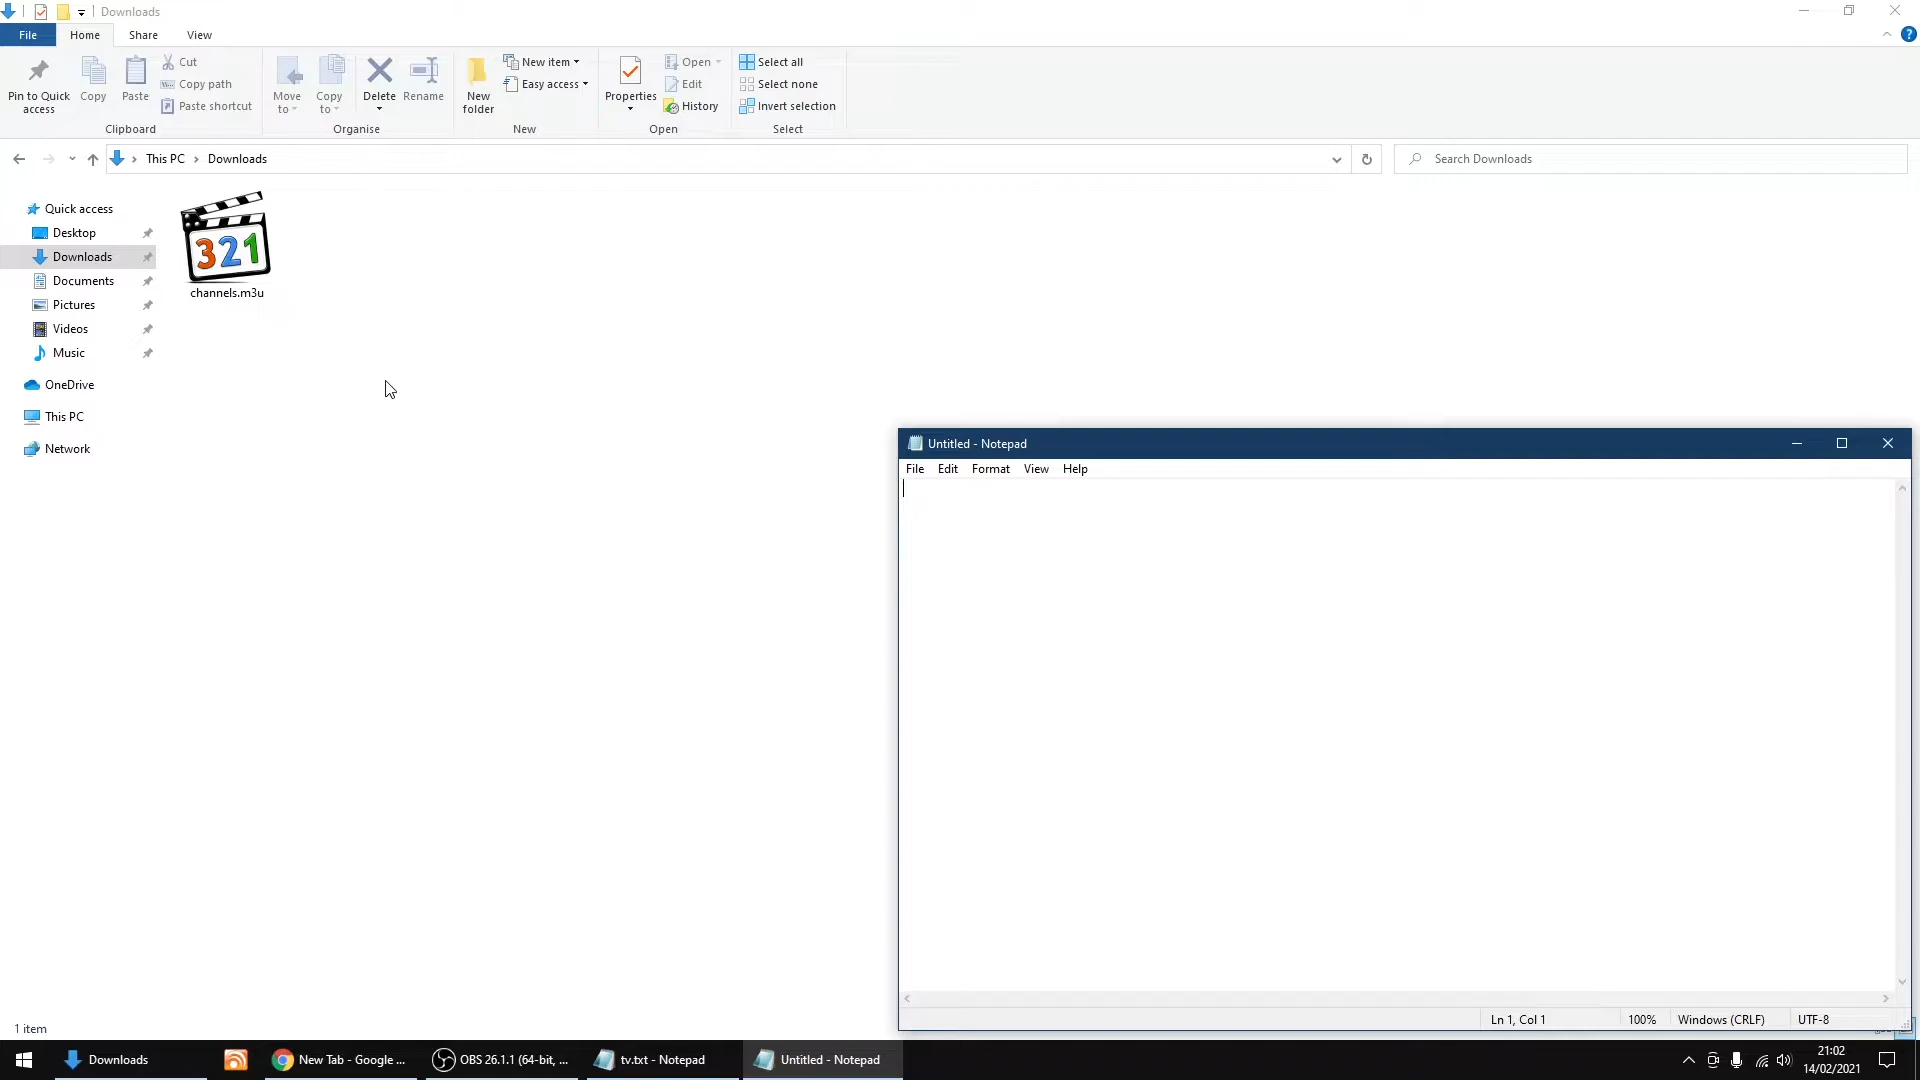 Downloads
File Home Share View
Pin to Quick access
Copy
Paste
Cut
Copy path
Paste shortcut
Clipboard
Move to
Copy to
Delete
Rename
Organise
New folder
New item
Easy access
New
Properties
Open
Edit
History
Open
Select all
Select none
Invert selection
Select
This PC Downloads
Search Downloads
Quick access
Desktop
Downloads
Documents
Pictures
Videos
Music
OneDrive
This PC
Network
321
channels.m3u
Untitled - Notepad
File Edit Format View Help
Ln 1, Col 1 100% Windows (CRLF) UTF-8
1 item
Downloads
New Tab - Google ...
OBS 26.1.1 (64-bit, ...
tv.txt - Notepad
Untitled - Notepad
21:02
14/02/2021